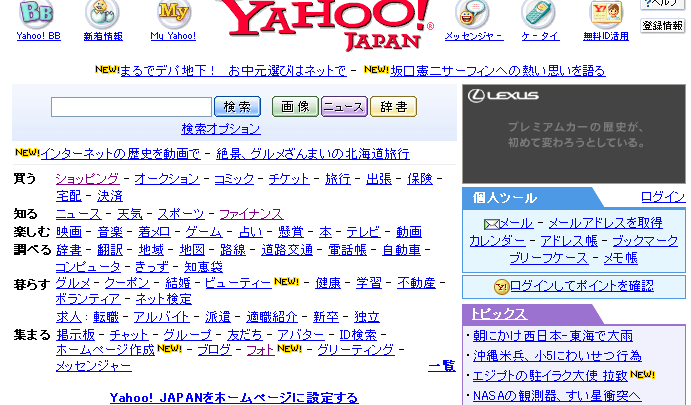 YAHOO!® JAPAN
Yahoo! BB 新着情報 My Yahoo! メッセンジャー ケータイ 無料ID活用
?ヘルプ
登録情報
NEW!まるでデパ地下! お中元選びはネットで - NEW!坂口憲二サーフィンへの熱い思いを語る
検索 画像 ニュース 辞書
検索オプション
NEW!インターネットの歴史を動画で - 絶景、グルメざんまいの北海道旅行
買う ショッピング - オークション - コミック - チケット - 旅行 - 出張 - 保険 -
宅配 - 決済
知る ニュース - 天気 - スポーツ - ファイナンス
楽しむ 映画 - 音楽 - 着メロ - ゲーム - 占い - 懸賞 - 本 - テレビ - 動画
調べる 辞書 - 翻訳 - 地域 - 地図 - 路線 - 道路交通 - 電話帳 - 自動車 -
コンピュータ - きっず - 知恵袋
暮らす グルメ - クーポン - 結婚 - ビューティー NEW! - 健康 - 学習 - 不動産 -
ボランティア - ネット検定
求人: 転職 - アルバイト - 派遣 - 適職紹介 - 新卒 - 独立
集まる 掲示板 - チャット - グループ - 友だち - アバター - ID検索 -
ホームページ作成 NEW! - ブログ - フォト NEW! - グリーティング -
メッセンジャー 一覧
Yahoo! JAPANをホームページに設定する
LEXUS
プレミアムカーの歴史が、
初めて変わろうとしている。
個人ツール ログイン
メール - メールアドレスを取得
カレンダー - アドレス帳 - ブックマーク
ブリーフケース - メモ帳
Yログインしてポイントを確認
トピックス
・朝にかけ西日本-東海で大雨
・沖縄米兵、小5にわいせつ行為
・エジプトの駐イラク大使 拉致 NEW!
・NASAの観測器、すい星衝突へ